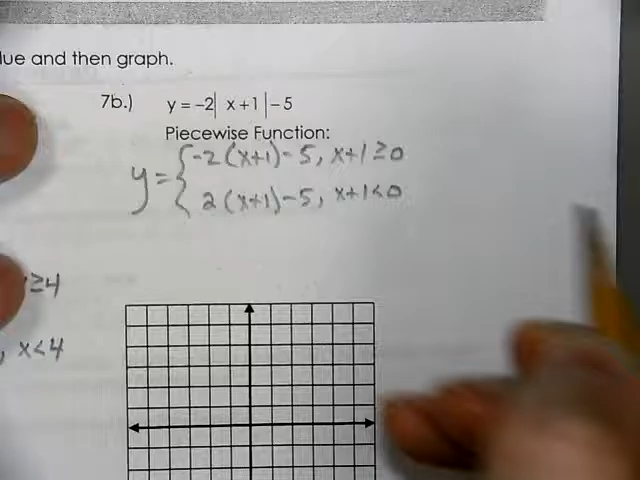 lue and then graph.
7b.) y = -2| x+1 | - 5
Piecewise Function:
y = { -2(x+1)-5, x+1≥0
2(x+1)-5, x+1<0
≥4
, x<4